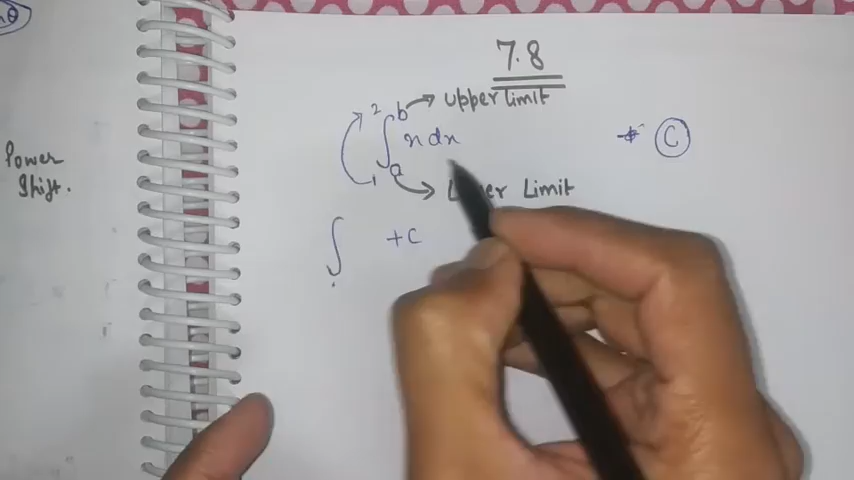 7.8
2 b → Upper limit
∫ x dx → C
1 a → Lower Limit
∫ +C
Power
Shift.